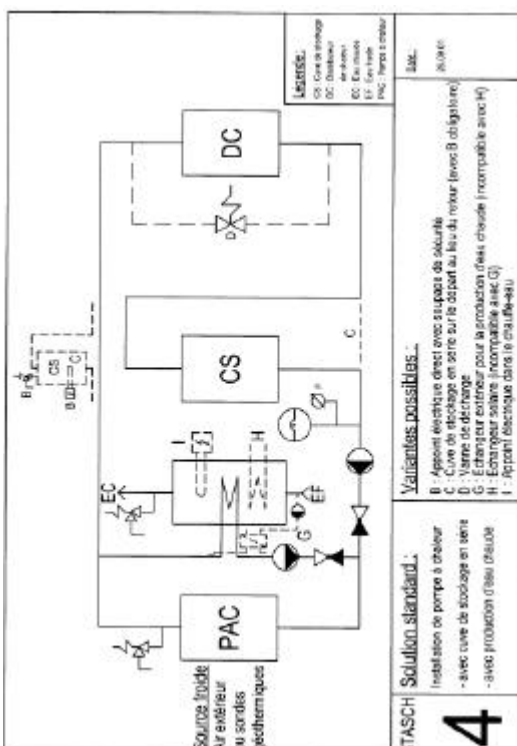 Légende :
CS : Cuve de stockage
DC : Distributeur
de chaleur
EC : Eau chaude
EF : Eau froide
PAC : Pompe à chaleur
DC
D
B
CS
C
B
CS
C
P
I
H
EC
EF
G
PAC
Source froide
Air extérieur
ou sondes
géothermiques
TASCH
4
Solution standard :
Installation de pompe à chaleur
- avec cuve de stockage en série
- avec production d'eau chaude
Variantes possibles :
B : Appoint électrique direct avec soupape de sécurité
C : Cuve de stockage en série sur le départ au lieu du retour (avec B obligatoire)
D : Vanne de décharge
G : Echangeur extérieur pour la production d'eau chaude (incompatible avec H)
H : Echangeur solaire (incompatible avec G)
I : Appoint électrique dans le chauffe-eau